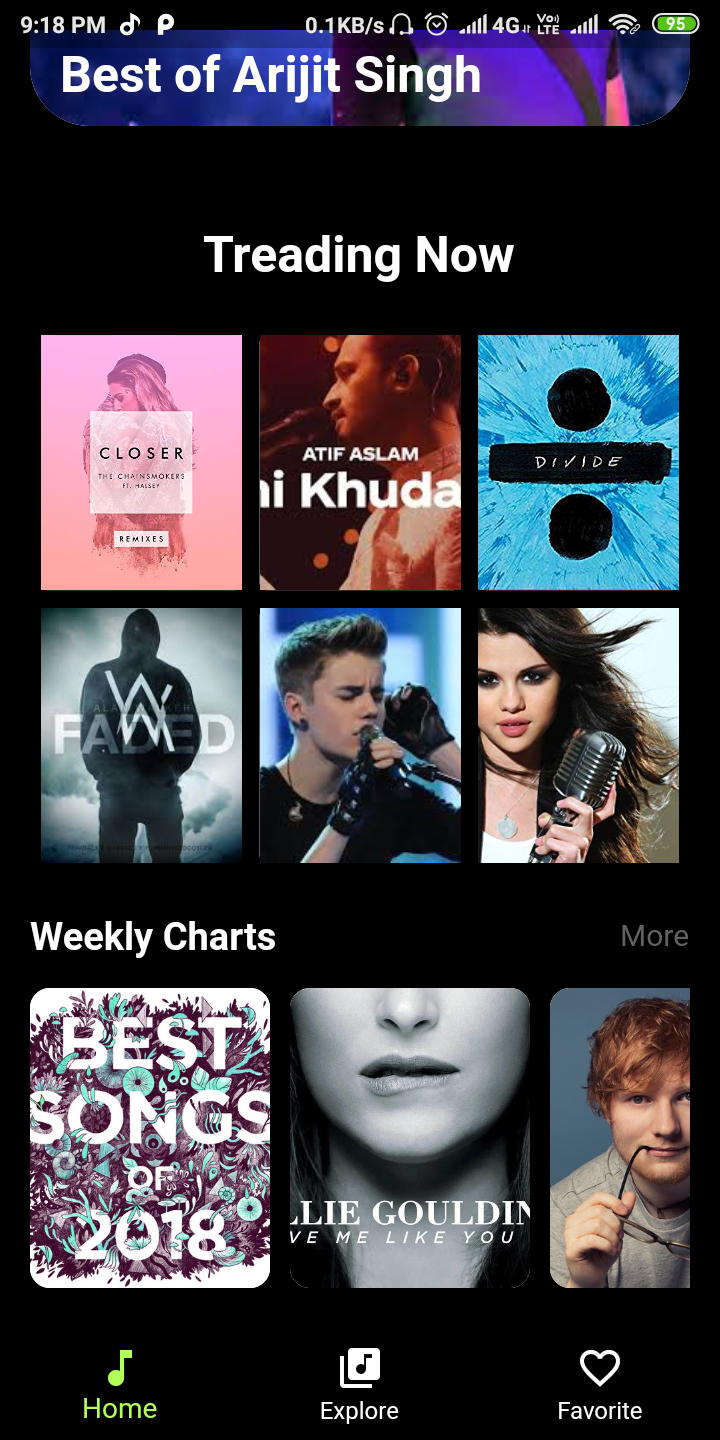 9:18 PM 0.1KB/s 4G Vo) LTE 95
Best of Arijit Singh
Treading Now
CLOSER
THE CHAINSMOKERS
FT. HALSEY
REMIXES
ATIF ASLAM
ni Khuda
DIVIDE
FADED
Weekly Charts More
BEST
SONGS
OF
2018
LLIE GOULDIN
VE ME LIKE YOU
Home Explore Favorite